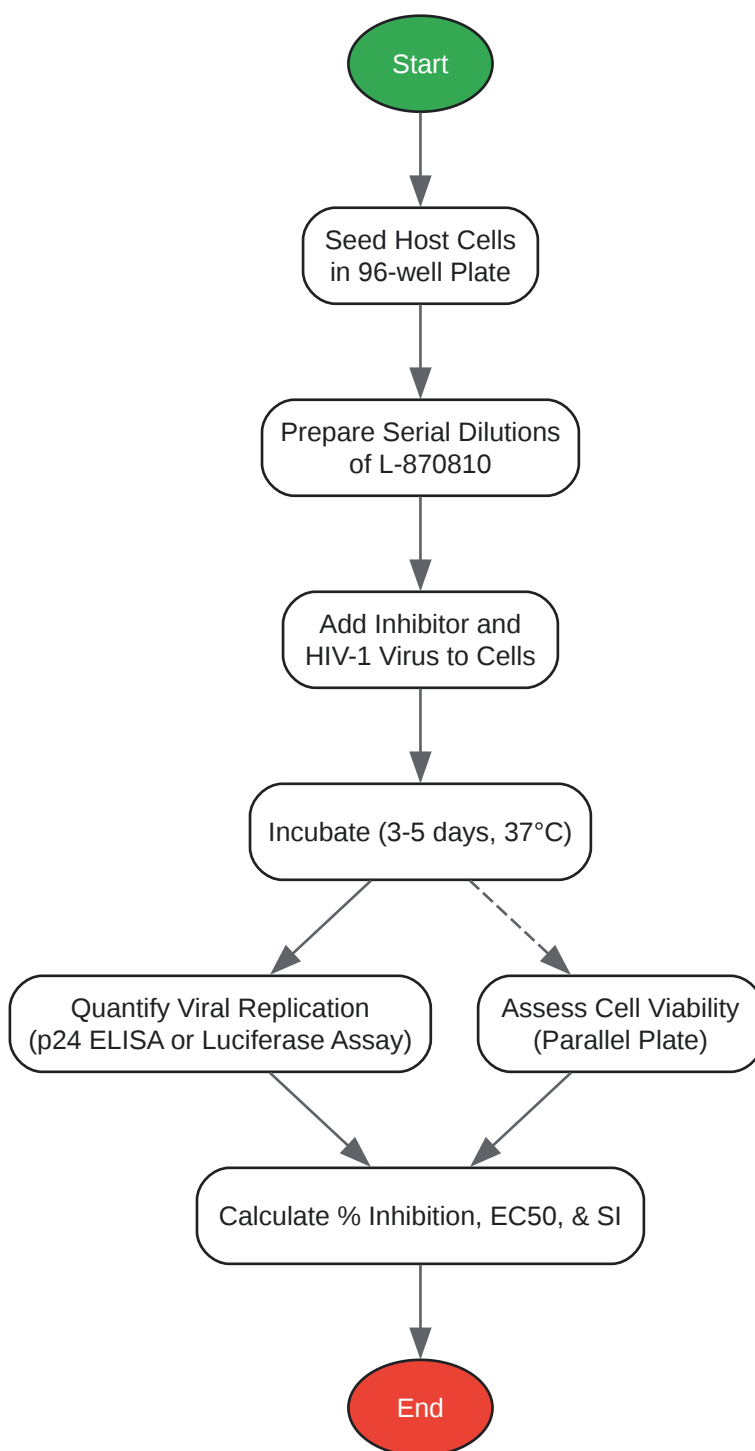 Start
Seed Host Cells
in 96-well Plate
Prepare Serial Dilutions
of L-870810
Add Inhibitor and
HIV-1 Virus to Cells
Incubate (3-5 days, 37°C)
Quantify Viral Replication
(p24 ELISA or Luciferase Assay)
Assess Cell Viability
(Parallel Plate)
Calculate % Inhibition, EC50, & SI
End